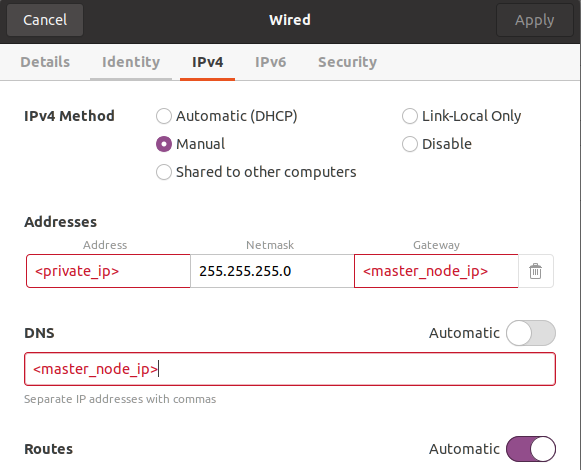 Cancel Wired Apply
Details Identity IPv4 IPv6 Security
IPv4 Method Automatic (DHCP) Link-Local Only
Manual Disable
Shared to other computers
Addresses
Address Netmask Gateway
<private_ip> 255.255.255.0 <master_node_ip>
DNS Automatic
<master_node_ip>
Separate IP addresses with commas
Routes Automatic